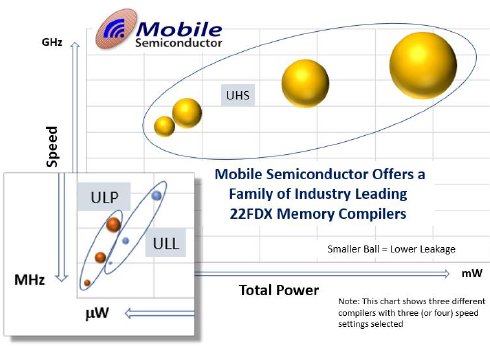 Mobile
Semiconductor
GHz
UHS
Speed
Mobile Semiconductor Offers a
Family of Industry Leading
22FDX Memory Compilers
ULP
ULL
Smaller Ball = Lower Leakage
MHz
mW
Total Power
µW
Note: This chart shows three different
compilers with three (or four) speed
settings selected